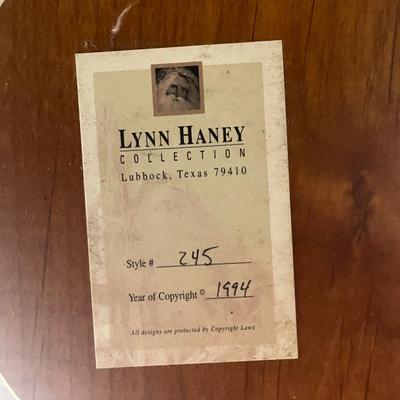 LYNN HANEY
COLLECTION
Lubbock, Texas 79410
Style # 245
Year of Copyright © 1994
All designs are protected by Copyright Laws